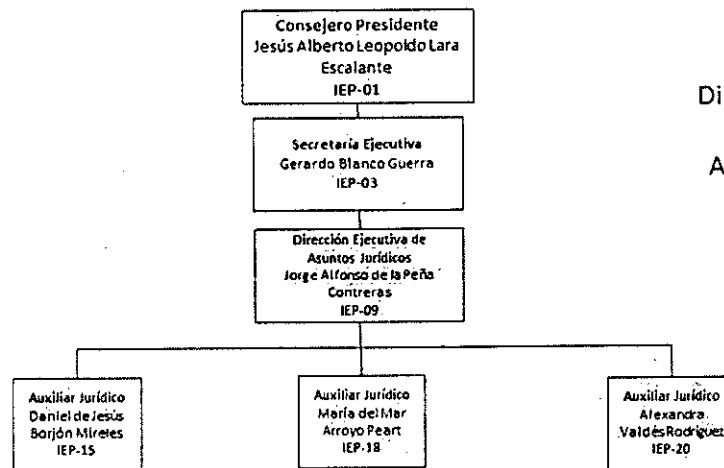 Consejero Presidente
Jesús Alberto Leopoldo Lara
Escalante
IEP-01
Di
Secretaría Ejecutiva
Gerardo Blanco Guerra
IEP-03
A
Dirección Ejecutiva de
Asuntos Jurídicos
Jorge Alfonso de la Peña
Contreras
IEP-09
Auxiliar Jurídico
Daniel de Jesús
Borjón Mireles
IEP-15
Auxiliar Jurídico
María del Mar
Arroyo Peart
IEP-18
Auxiliar Jurídico
Alexandra
Valdés Rodríguez
IEP-20